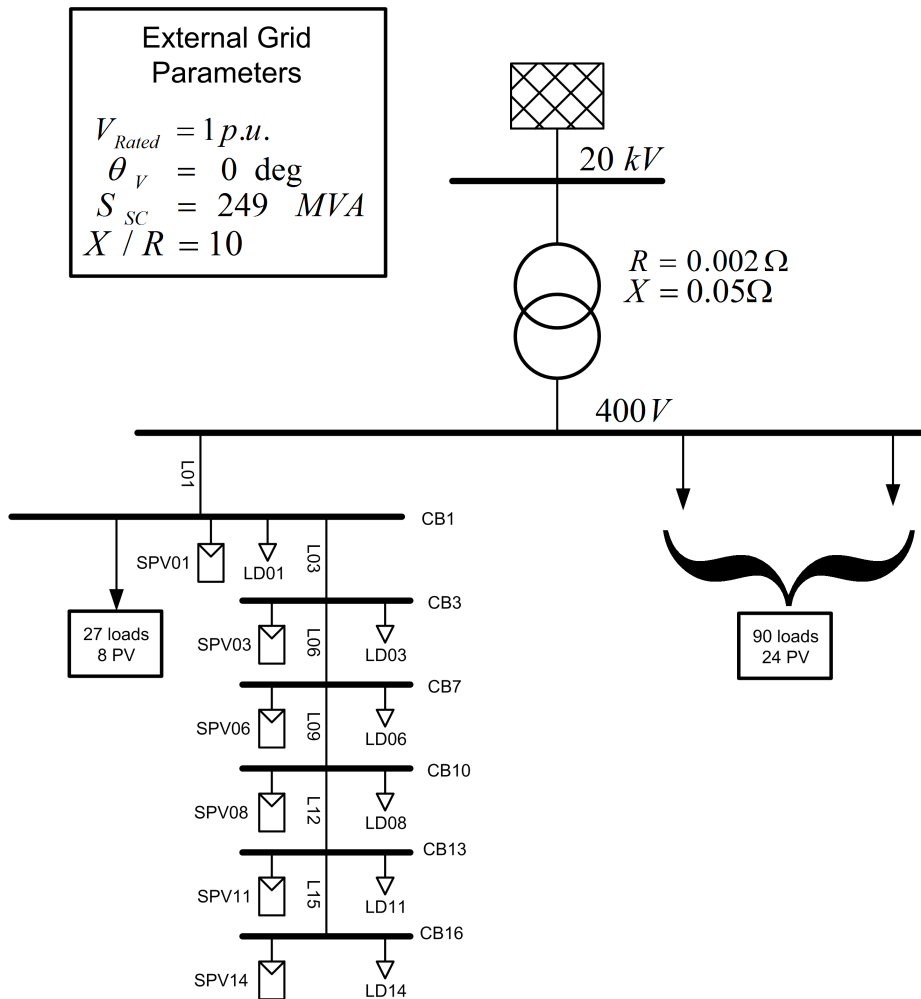 External Grid
Parameters
V_Rated = 1 p.u.
θ_V = 0 deg
S_SC = 249 MVA
X / R = 10
20 kV
R = 0.002 Ω
X = 0.05Ω
400V
L01
CB1
SPV01
LD01
L03
27 loads
8 PV
90 loads
24 PV
CB3
SPV03
L06
LD03
CB7
SPV06
L09
LD06
CB10
SPV08
L12
LD08
CB13
SPV11
L15
LD11
CB16
SPV14
LD14